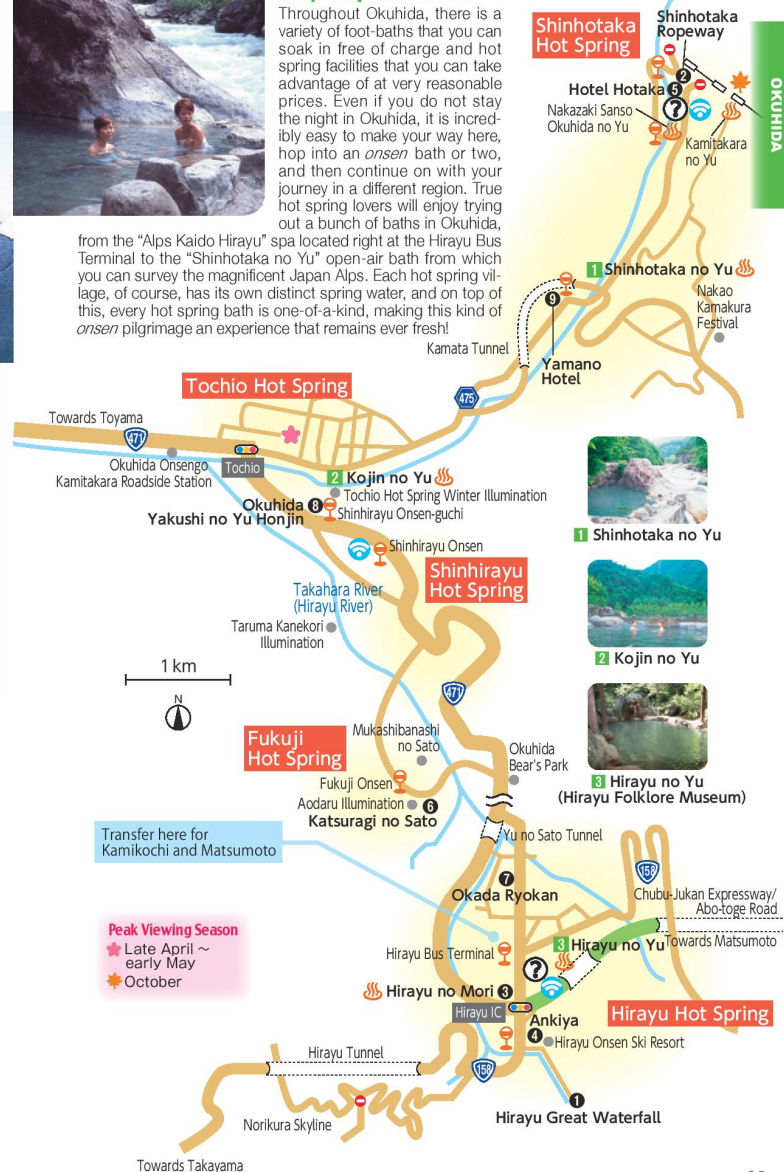 Throughout Okuhida, there is a
variety of foot-baths that you can
soak in free of charge and hot
spring facilities that you can take
advantage of at very reasonable
prices. Even if you do not stay
the night in Okuhida, it is incred-
ibly easy to make your way here,
hop into an onsen bath or two,
and then continue on with your
journey in a different region. True
hot spring lovers will enjoy trying
out a bunch of baths in Okuhida,
from the “Alps Kaido Hirayu” spa located right at the Hirayu Bus
Terminal to the “Shinhotaka no Yu” open-air bath from which
you can survey the magnificent Japan Alps. Each hot spring vil-
lage, of course, has its own distinct spring water, and on top of
this, every hot spring bath is one-of-a-kind, making this kind of
onsen pilgrimage an experience that remains ever fresh!
Shinhotaka
Hot Spring
Shinhotaka
Ropeway
2
Hotel Hotaka 5
?
Nakazaki Sanso
Okuhida no Yu
Kamitakara
no Yu
OKUHIDA
1 Shinhotaka no Yu
9
Nakao
Kamakura
Festival
Kamata Tunnel
Yamano
Hotel
Tochio Hot Spring
475
Towards Toyama
471
Okuhida Onsengo
Kamitakara Roadside Station
Tochio
2 Kojin no Yu
Tochio Hot Spring Winter Illumination
Okuhida 8
Yakushi no Yu Honjin
Shinhirayu Onsen-guchi
Shinhirayu Onsen
Shinhirayu
Hot Spring
Takahara River
(Hirayu River)
Taruma Kanekori
Illumination
1 km
N
471
1 Shinhotaka no Yu
2 Kojin no Yu
3 Hirayu no Yu
(Hirayu Folklore Museum)
Fukuji
Hot Spring
Mukashibanashi
no Sato
Okuhida
Bear's Park
Fukuji Onsen
Aodaru Illumination
6
Katsuragi no Sato
Transfer here for
Kamikochi and Matsumoto
Yu no Sato Tunnel
7
Okada Ryokan
158
Chubu-Jukan Expressway/
Abo-toge Road
Peak Viewing Season
Late April ~
early May
October
Hirayu Bus Terminal
3 Hirayu no Yu
Towards Matsumoto
?
Hirayu no Mori 3
Hirayu IC
Ankiya
4
Hirayu Hot Spring
Hirayu Onsen Ski Resort
Hirayu Tunnel
158
Norikura Skyline
1
Hirayu Great Waterfall
Towards Takayama